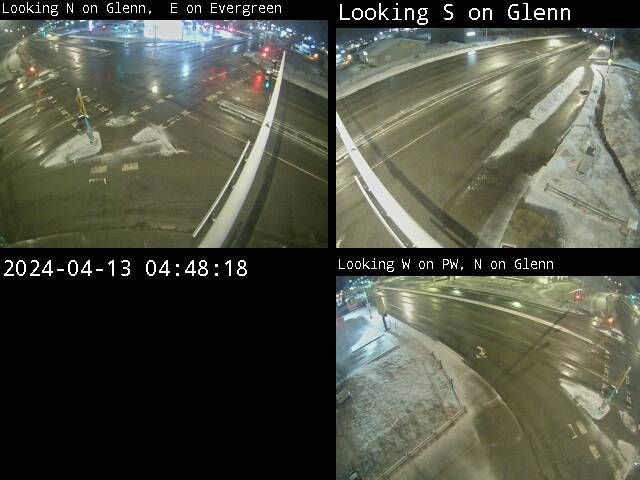 Looking N on Glenn,  E on Evergreen
Looking S on Glenn
2024-04-13 04:48:18
Looking W on PW, N on Glenn